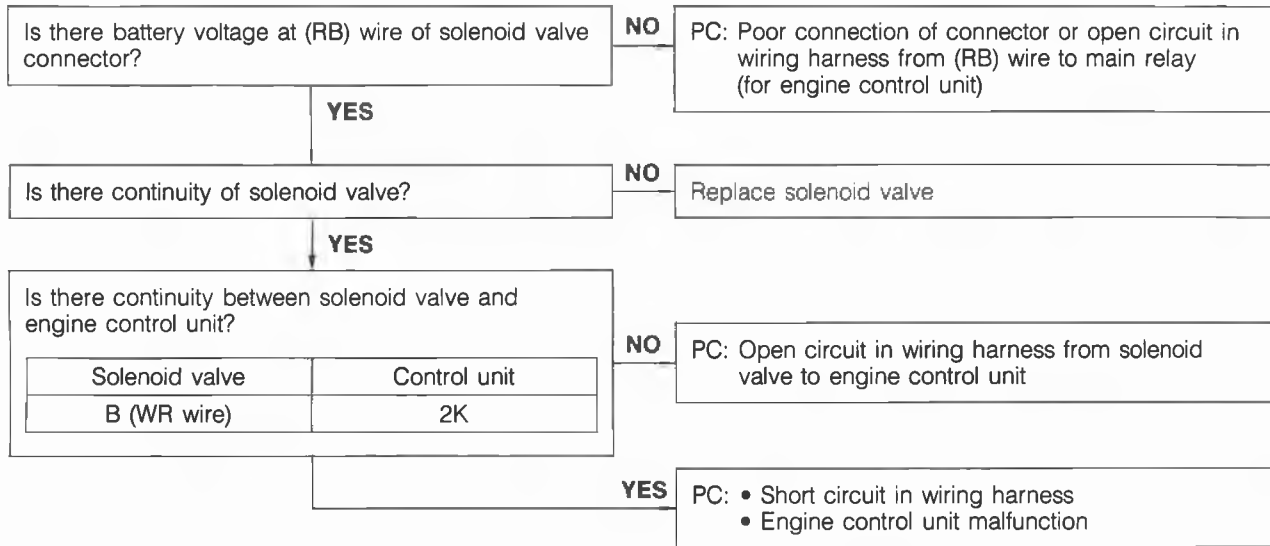 Is there battery voltage at (RB) wire of solenoid valve
connector?
NO
PC: Poor connection of connector or open circuit in
wiring harness from (RB) wire to main relay
(for engine control unit)
YES
Is there continuity of solenoid valve?
NO
Replace solenoid valve
YES
Is there continuity between solenoid valve and
engine control unit?
Solenoid valve Control unit
B (WR wire) 2K
NO
PC: Open circuit in wiring harness from solenoid
valve to engine control unit
YES
PC: • Short circuit in wiring harness
• Engine control unit malfunction